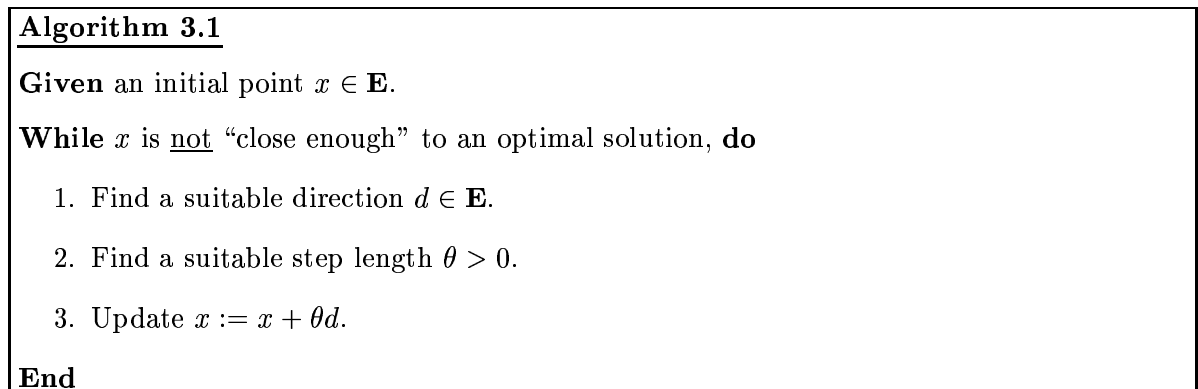 Algorithm 3.1
Given an initial point x ∈ E.
While x is not “close enough” to an optimal solution, do
1. Find a suitable direction d ∈ E.
2. Find a suitable step length θ > 0.
3. Update x := x + θd.
End